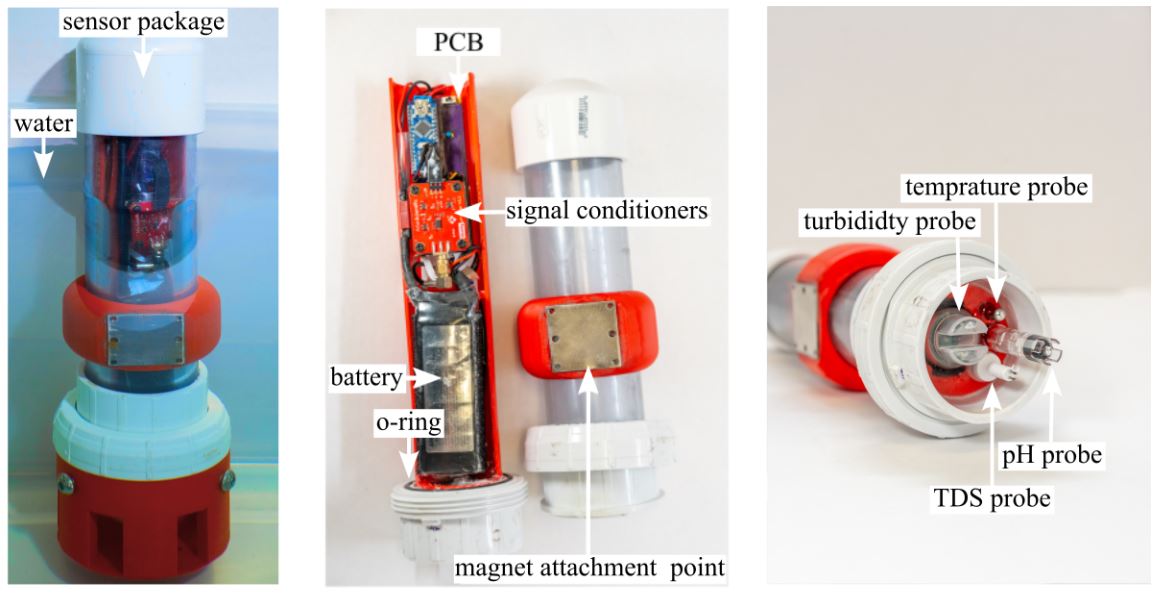 sensor package
water
PCB
signal conditioners
battery
o-ring
magnet attachment  point
temprature probe
turbididty probe
pH probe
TDS probe